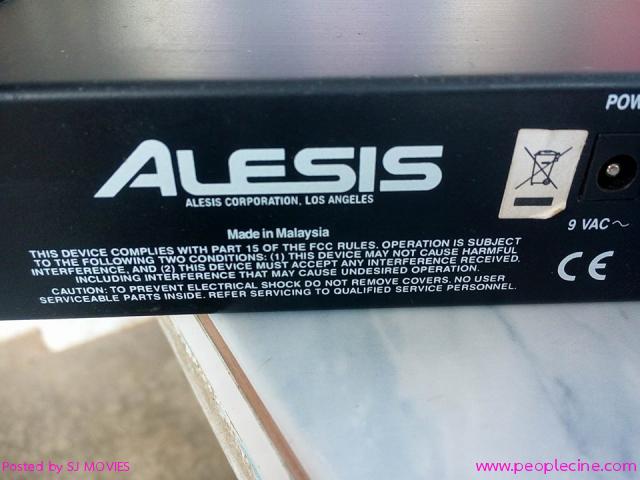 POW
ALESIS
ALESIS CORPORATION, LOS ANGELES
9 VAC~
Made in Malaysia
THIS DEVICE COMPLIES WITH PART 15 OF THE FCC RULES. OPERATION IS SUBJECT
TO THE FOLLOWING TWO CONDITIONS: (1) THIS DEVICE MAY NOT CAUSE HARMFUL
INTERFERENCE, AND (2) THIS DEVICE MUST ACCEPT ANY INTERFERENCE RECEIVED,
INCLUDING INTERFERENCE THAT MAY CAUSE UNDESIRED OPERATION.
CAUTION: TO PREVENT ELECTRICAL SHOCK DO NOT REMOVE COVERS. NO USER
SERVICEABLE PARTS INSIDE. REFER SERVICING TO QUALIFIED SERVICE PERSONNEL.
CE
Posted by SJ MOVIES
www.peoplecine.com